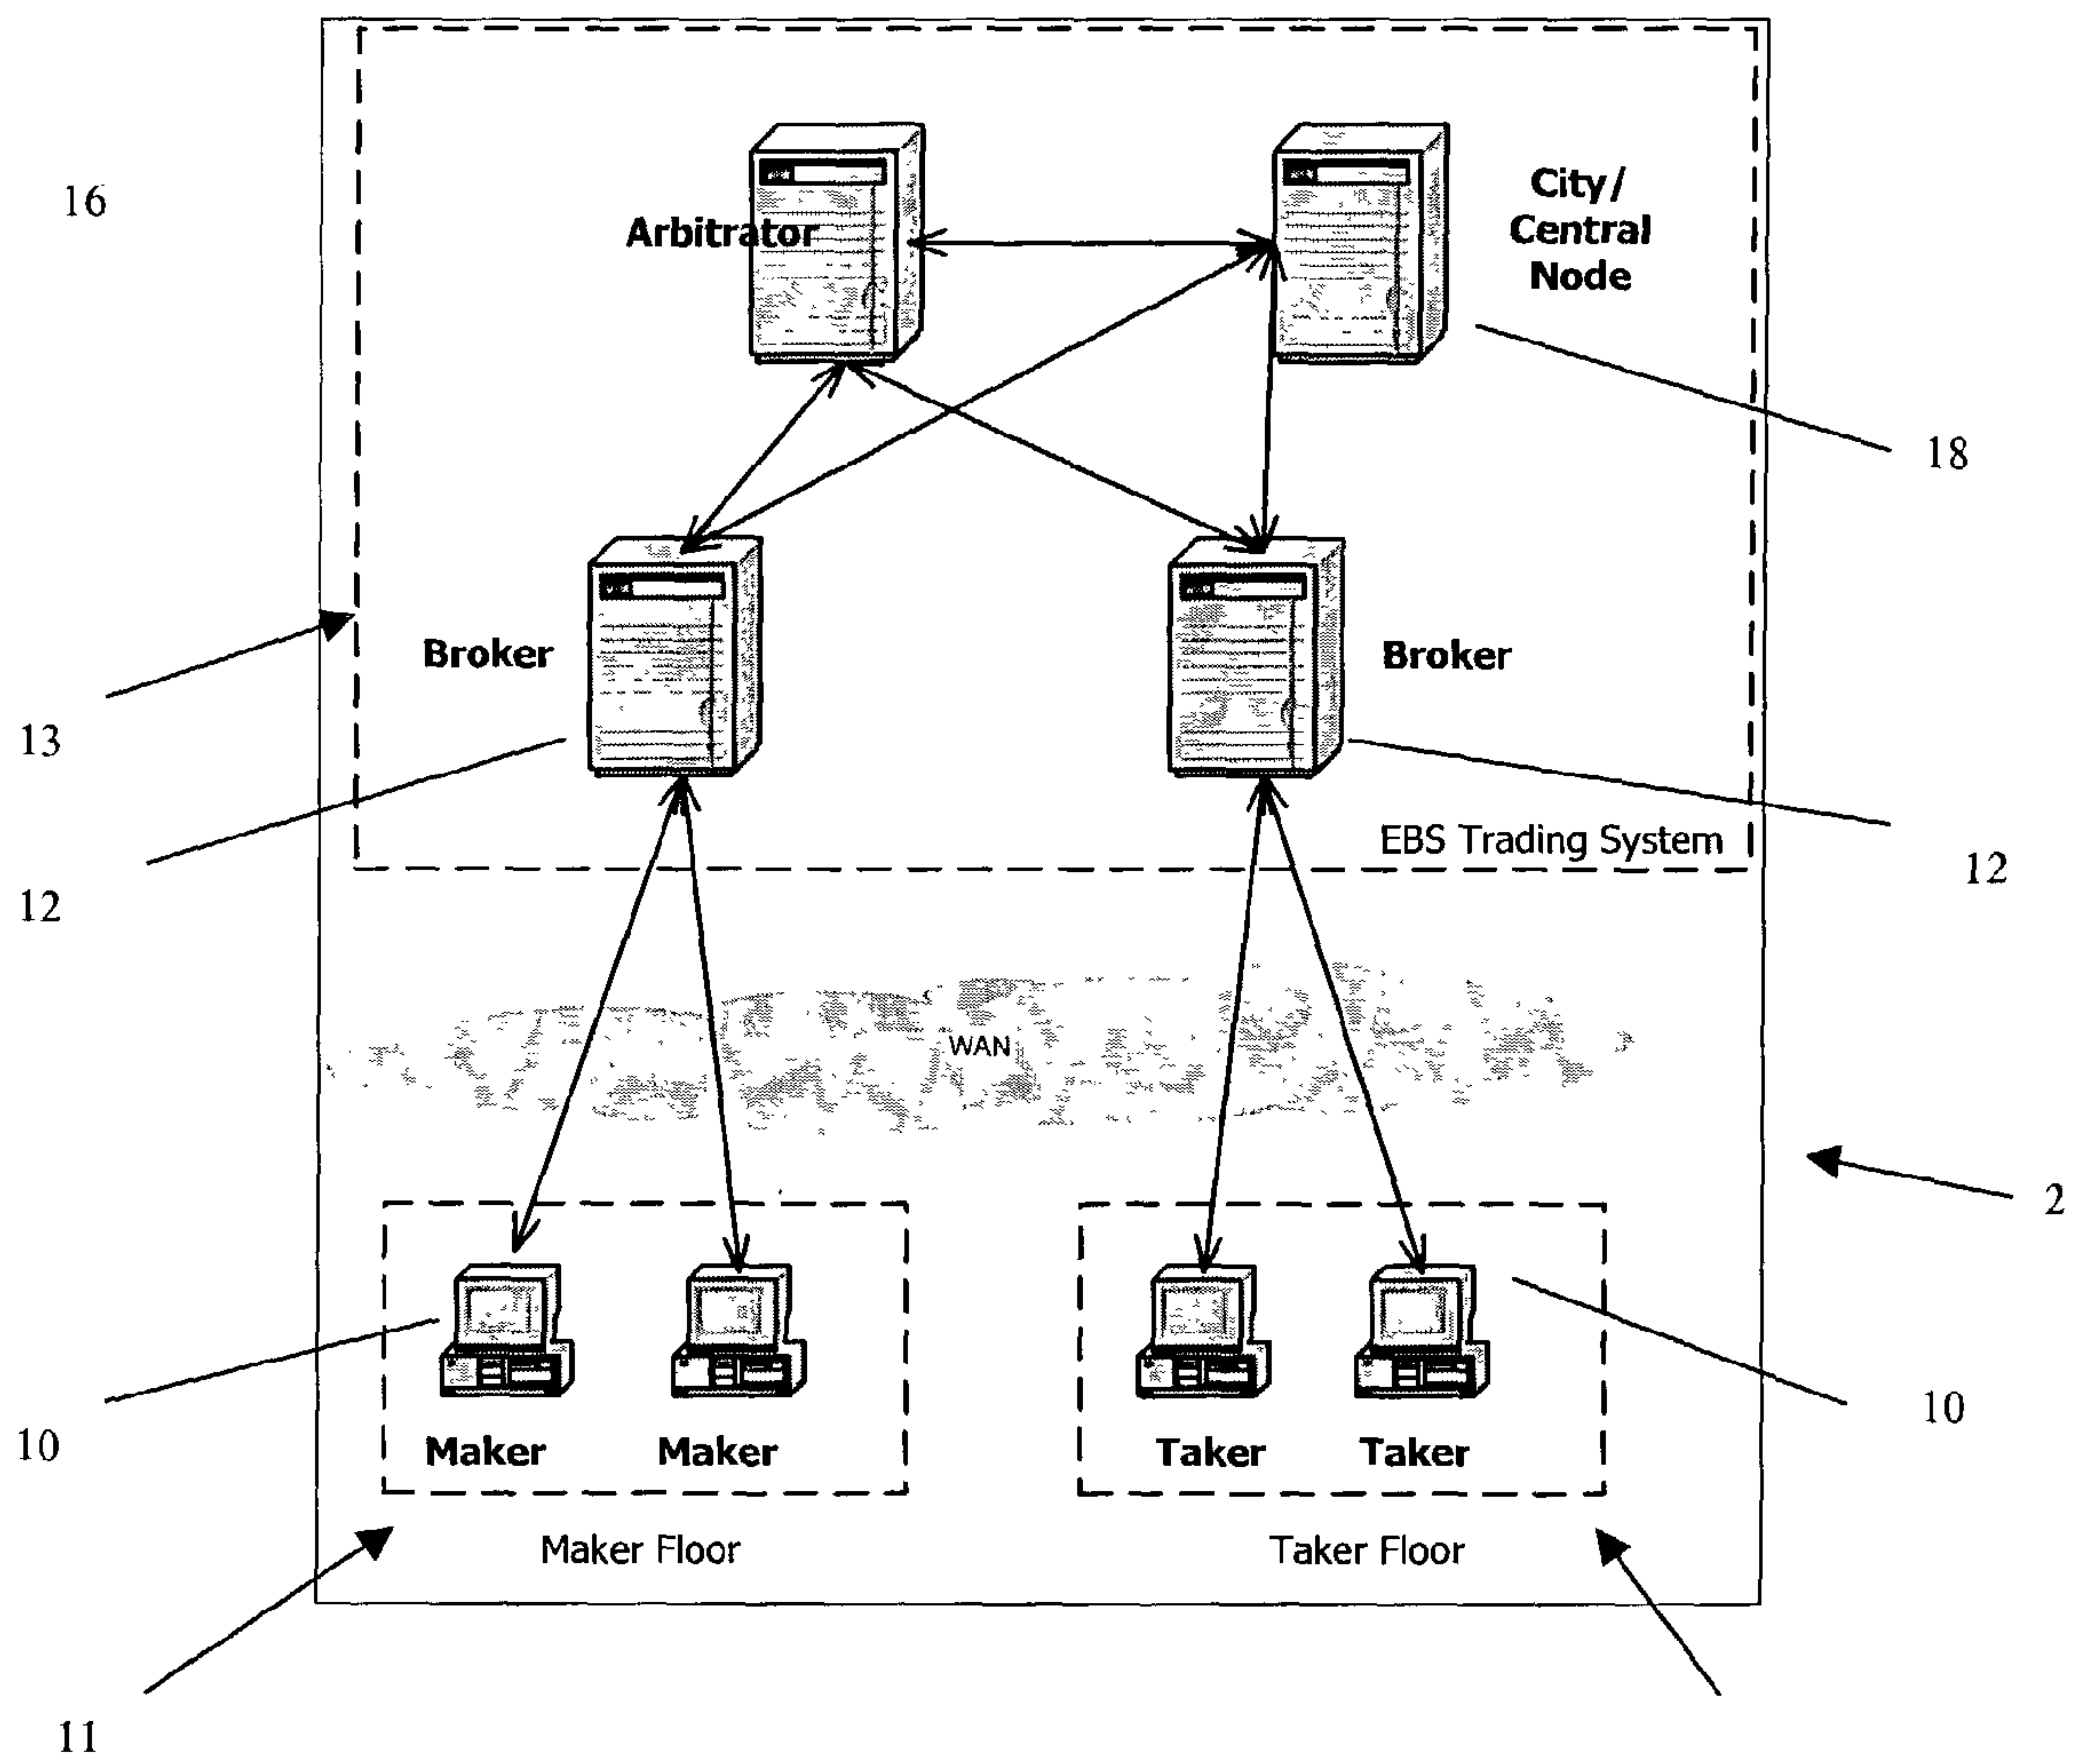 16
Arbitrator
City/
Central
Node
18
Broker
Broker
13
EBS Trading System
12
12
WAN
2
10
10
Maker
Maker
Taker
Taker
Maker Floor
Taker Floor
11